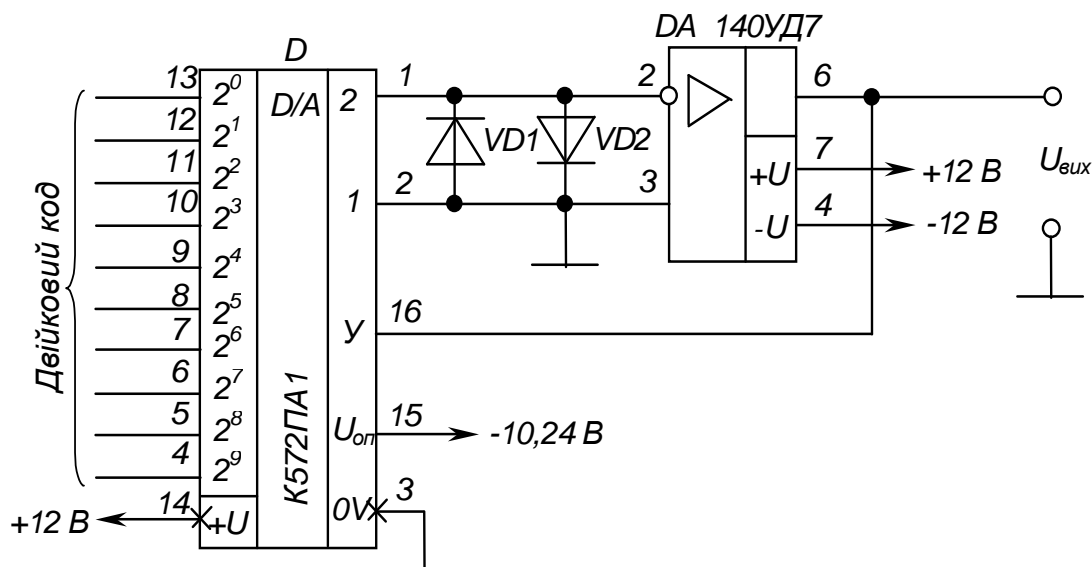 DA 140УД7
D
D/A
К572ПА1
Двійковий код
13 2⁰
12 2¹
11 2²
10 2³
9 2⁴
8 2⁵
7 2⁶
6 2⁷
5 2⁸
4 2⁹
14 +U
+12 В
2 1
1 2
У 16
Uоп 15 -10,24 В
0V 3
VD1 VD2
2
3
6
+U 7 +12 В
-U 4 -12 В
Uвих